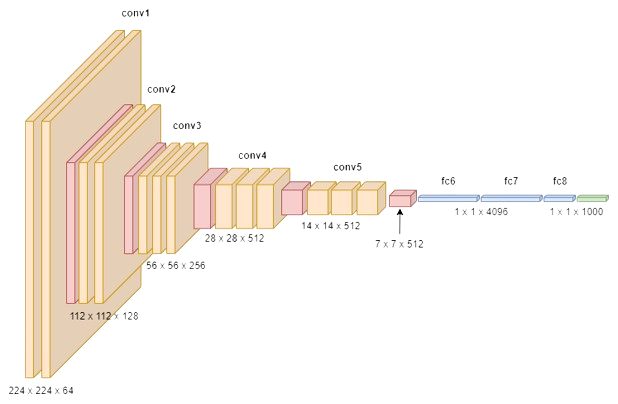 conv1
conv2
conv3
conv4
conv5
fc6
fc7
fc8
1 x 1 x 4096
1 x 1 x 1000
14 x 14 x 512
28 x 28 x 512
7 x 7 x 512
56 x 56 x 256
112 x 112 x 128
224 x 224 x 64